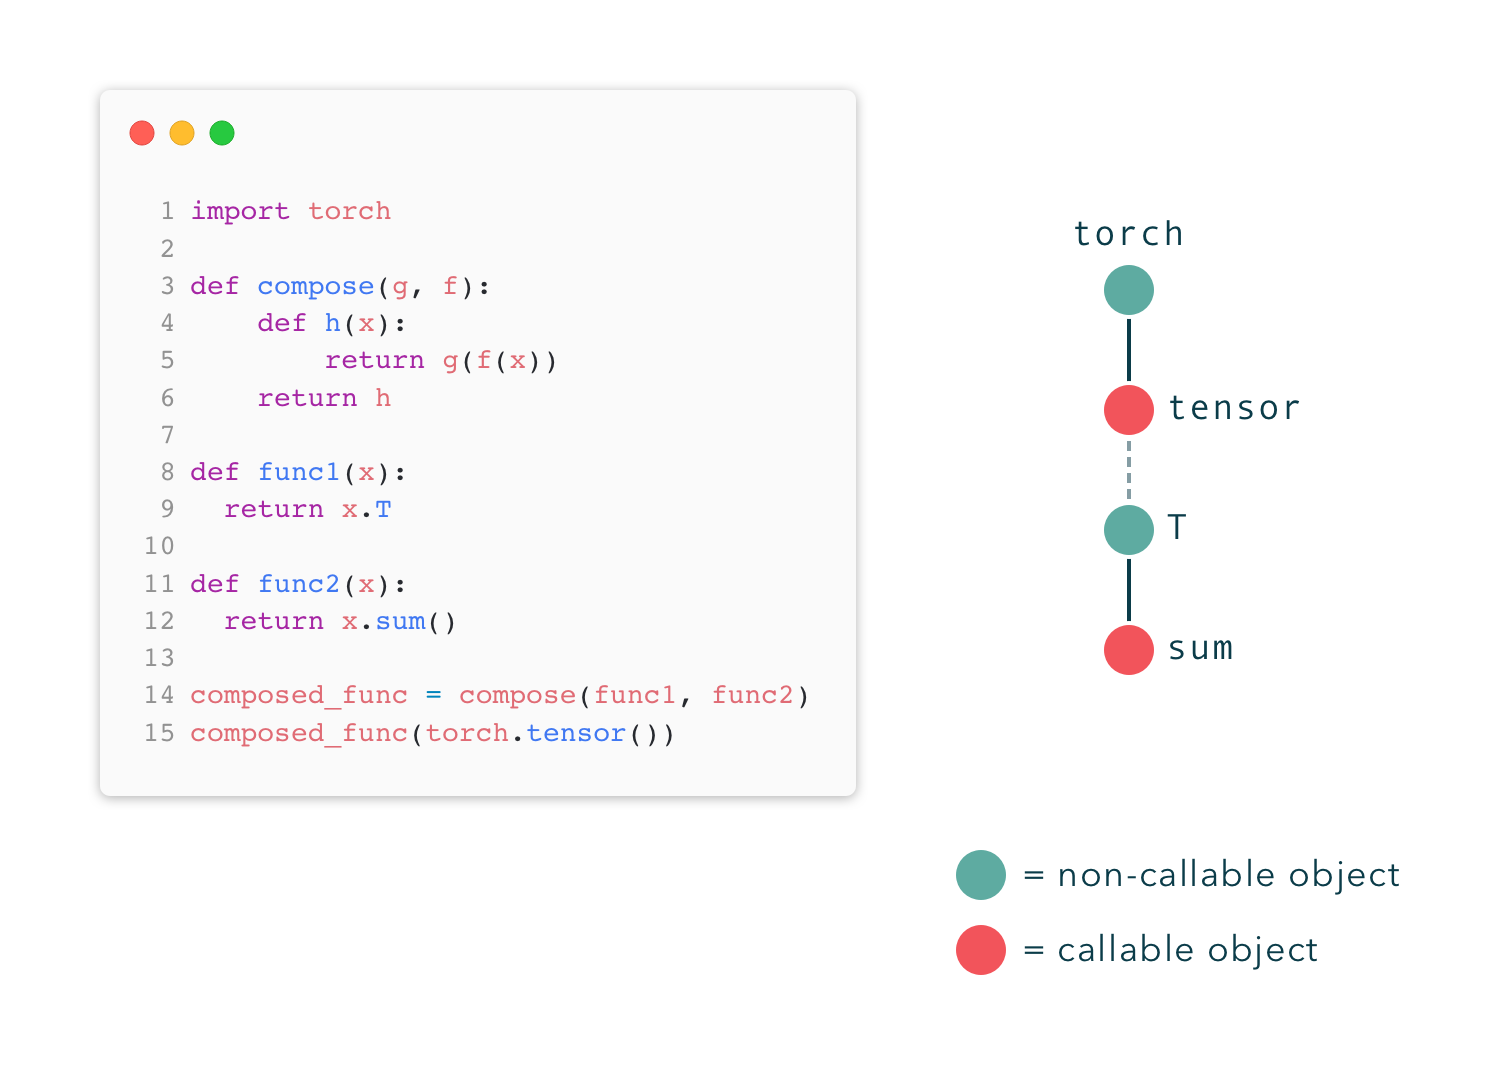 1 import torch
2
3 def compose(g, f):
4     def h(x):
5         return g(f(x))
6     return h
7
8 def func1(x):
9   return x.T
10
11 def func2(x):
12   return x.sum()
13
14 composed_func = compose(func1, func2)
15 composed_func(torch.tensor())
torch
tensor
T
sum
= non-callable object
= callable object